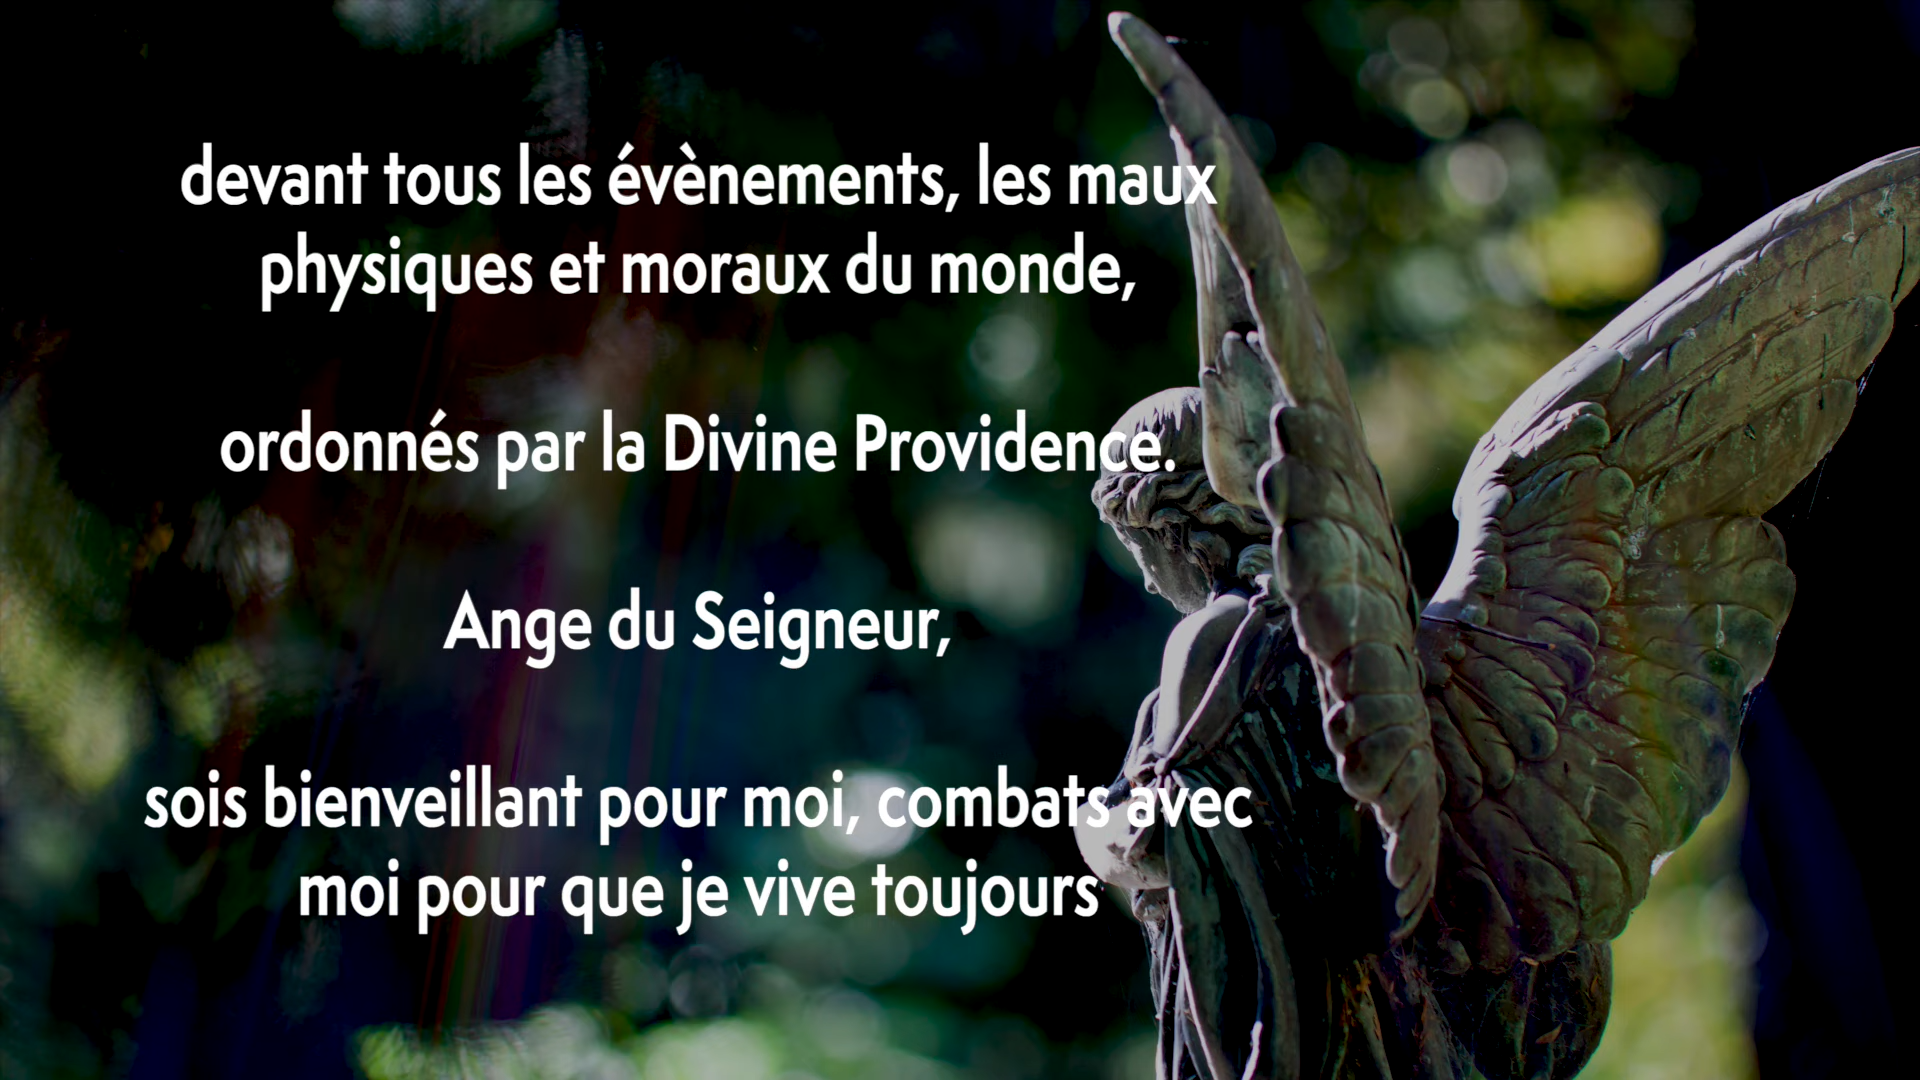 devant tous les évènements, les maux
physiques et moraux du monde,
ordonnés par la Divine Providence.
Ange du Seigneur,
sois bienveillant pour moi, combats avec
moi pour que je vive toujours